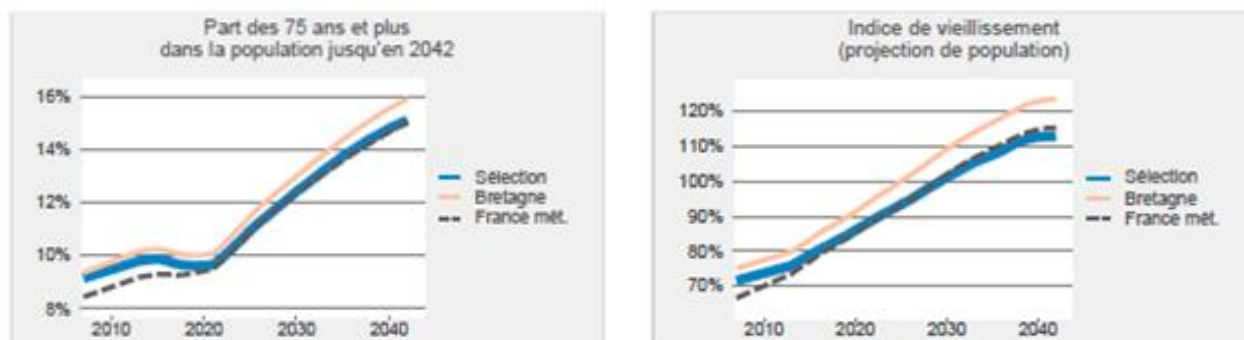 Part des 75 ans et plus
dans la population jusqu'en 2042
16%
14%
12%
10%
8%
2010 2020 2030 2040
Sélection
Bretagne
France mét.
Indice de vieillissement
(projection de population)
120%
110%
100%
90%
80%
70%
2010 2020 2030 2040
Sélection
Bretagne
France mét.